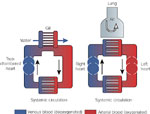 Lung
Gill
Water
Two-
chambered
heart
Right
heart
Left
heart
Systemic circulation
Systemic circulation
Venous blood (deoxygenated)
Arterial blood (oxygenated)